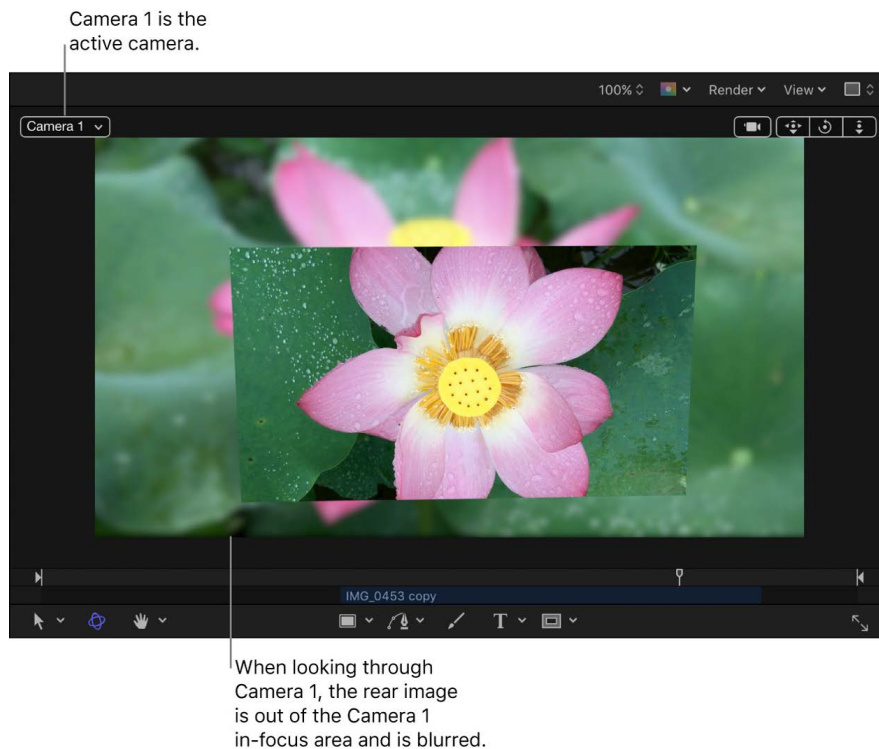 Camera 1 is the
active camera.
100% Render View
Camera 1
IMG_0453 copy
T
When looking through
Camera 1, the rear image
is out of the Camera 1
in-focus area and is blurred.